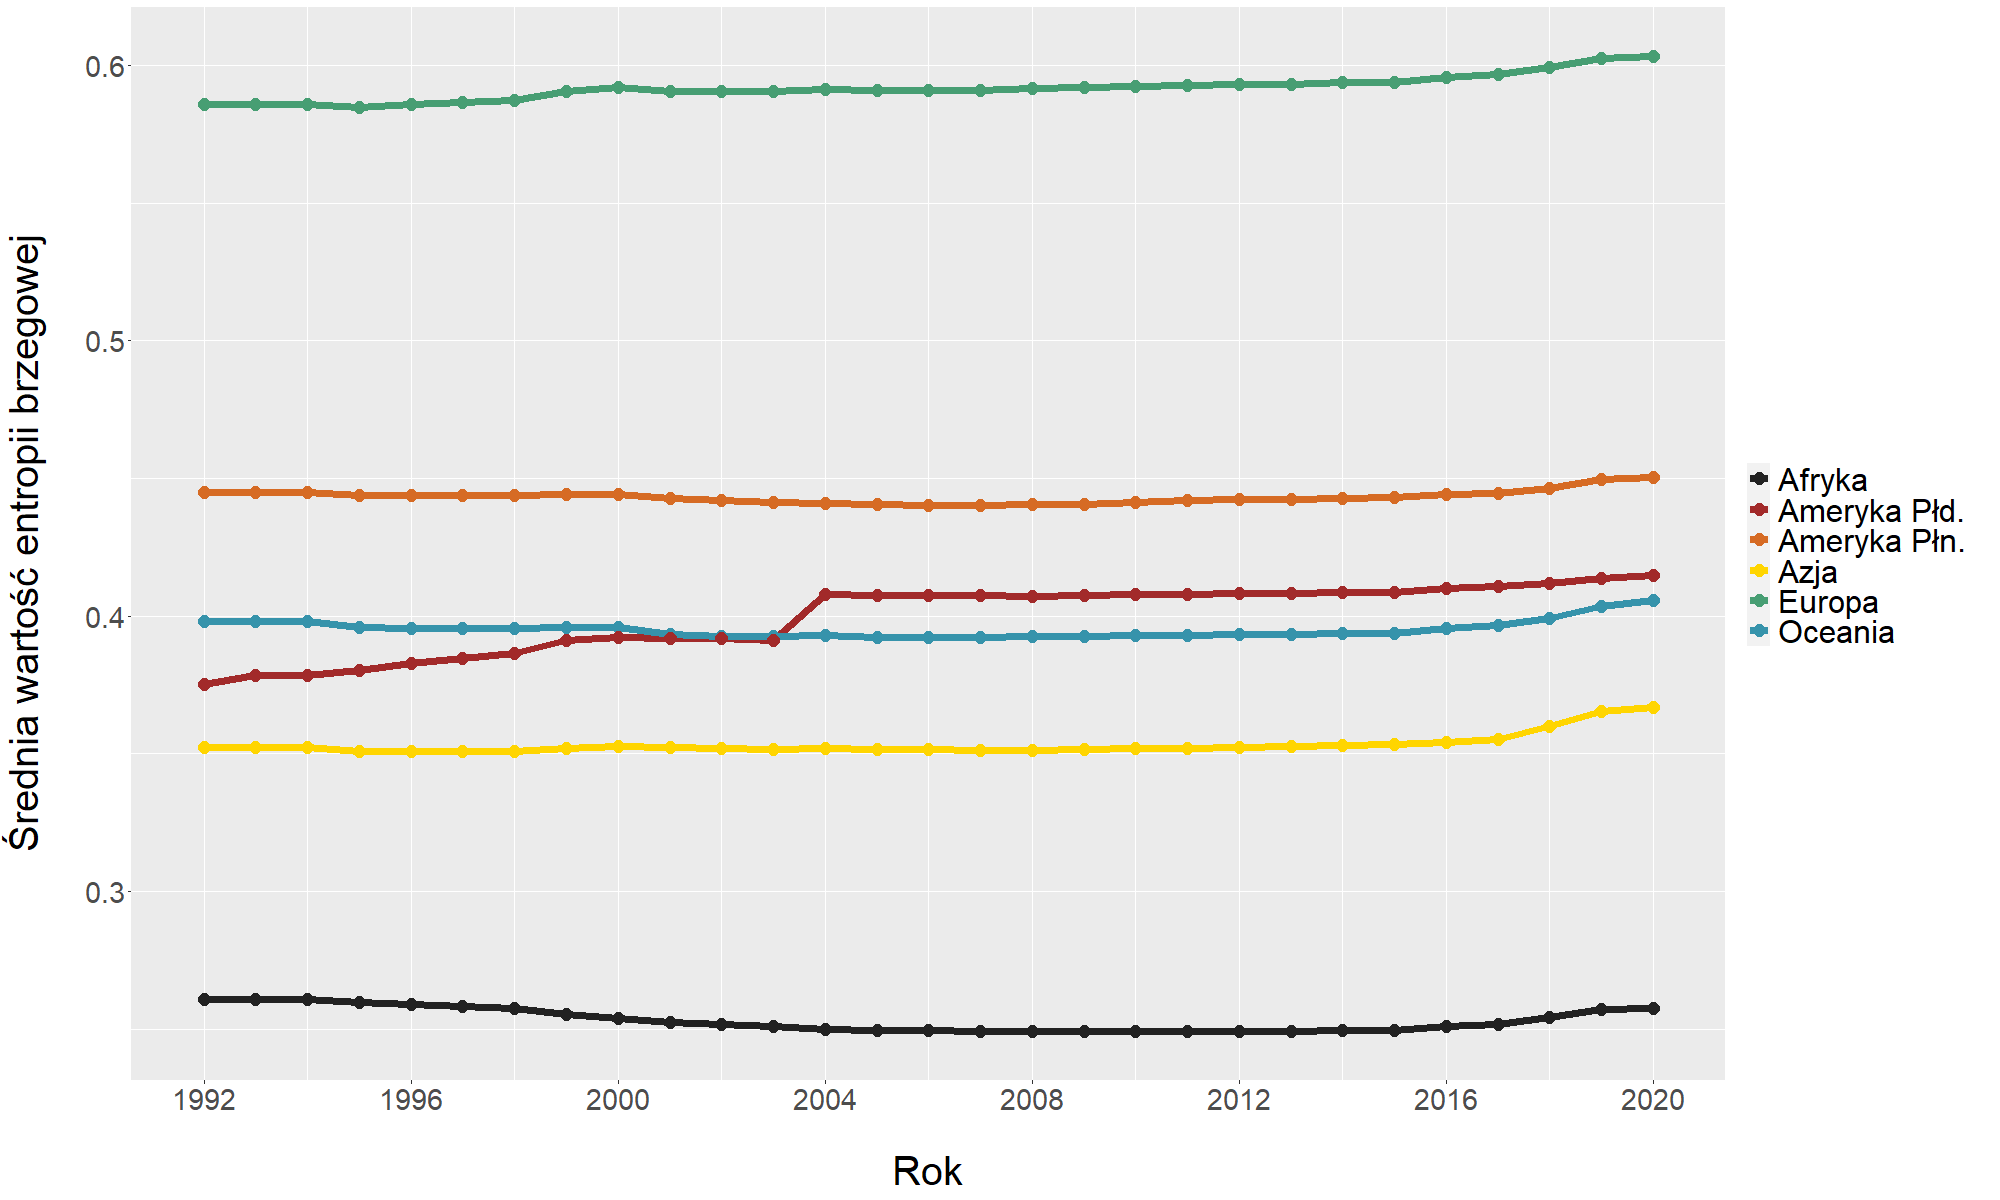 Średnia wartość entropii brzegowej
0.6
0.5
0.4
0.3
1992 1996 2000 2004 2008 2012 2016 2020
Rok
Afryka
Ameryka Płd.
Ameryka Płn.
Azja
Europa
Oceania